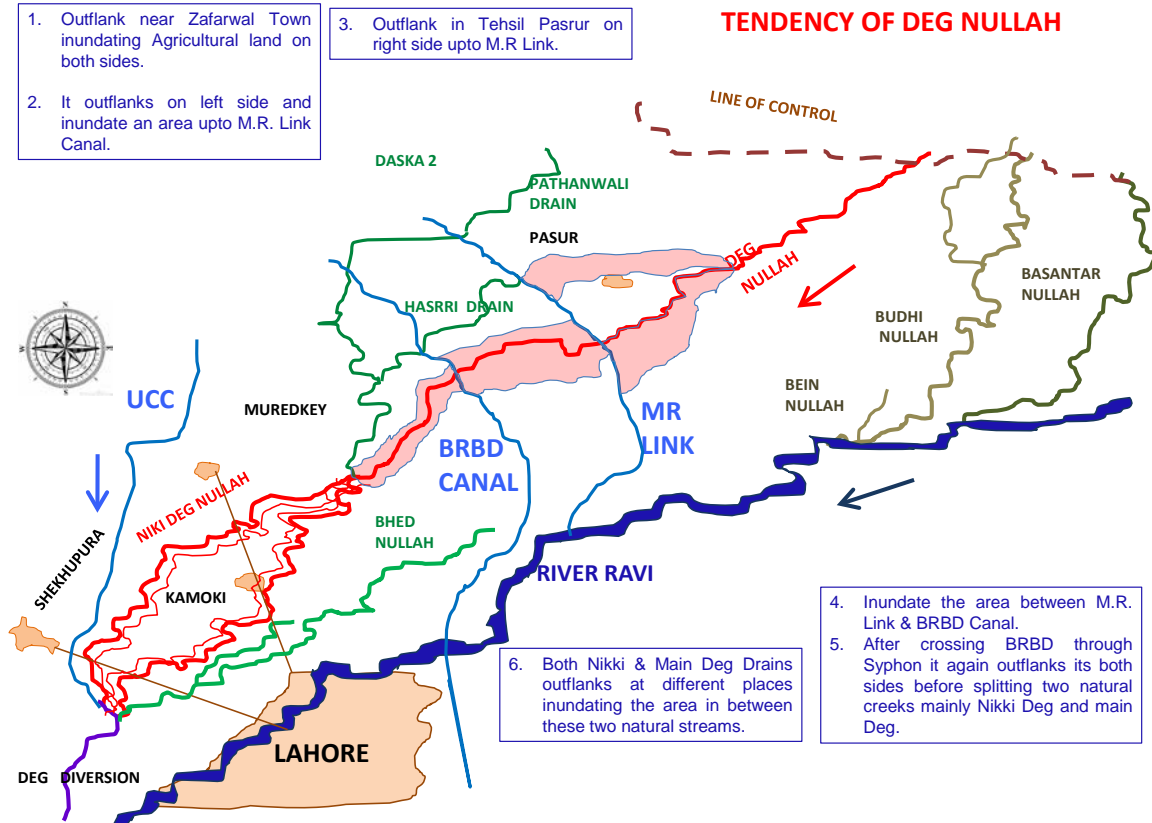 TENDENCY OF DEG NULLAH
1. Outflank near Zafarwal Town
inundating Agricultural land on
both sides.
2. It outflanks on left side and
inundate an area upto M.R. Link
Canal.
3. Outflank in Tehsil Pasrur on
right side upto M.R Link.
LINE OF CONTROL
DASKA 2
PATHANWALI
DRAIN
PASUR
DEG
NULLAH
BASANTAR
NULLAH
HASRRI DRAIN
BUDHI
NULLAH
BEIN
NULLAH
UCC
MUREDKEY
MR
LINK
BRBD
CANAL
NIKI DEG NULLAH
BHED
NULLAH
SHEKHUPURA
KAMOKI
RIVER RAVI
4. Inundate the area between M.R.
Link & BRBD Canal.
5. After crossing BRBD through
Syphon it again outflanks its both
sides before splitting two natural
creeks mainly Nikki Deg and main
Deg.
6. Both Nikki & Main Deg Drains
outflanks at different places
inundating the area in between
these two natural streams.
LAHORE
DEG DIVERSION